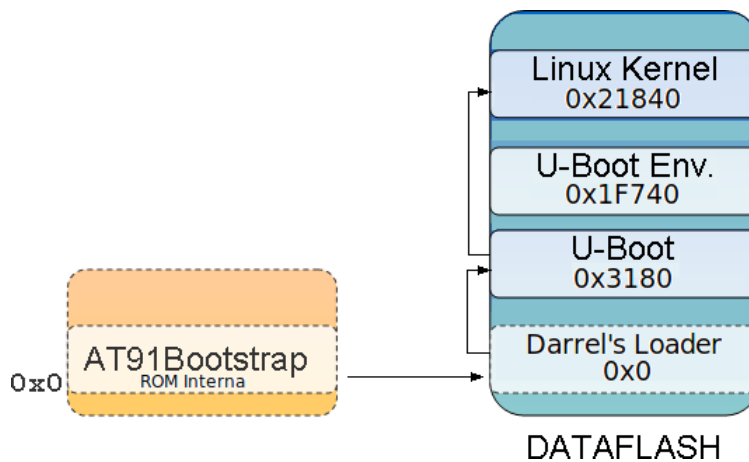 Linux Kernel
0x21840
U-Boot Env.
0x1F740
U-Boot
0x3180
Darrel's Loader
0x0
DATAFLASH
AT91Bootstrap
ROM Interna
0x0